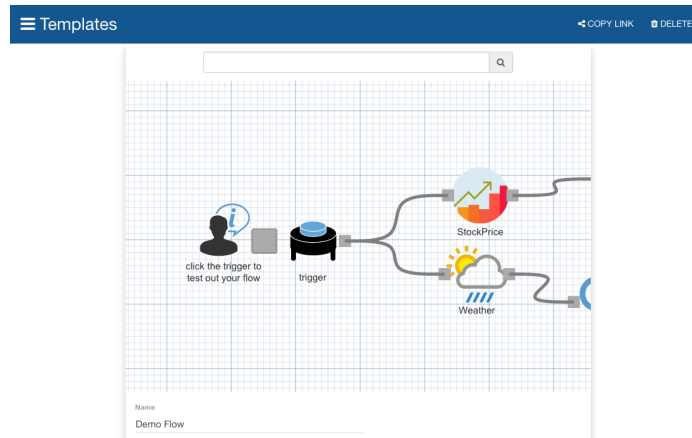 Templates
COPY LINK
DELETE
StockPrice
click the trigger to
test out your flow
trigger
Weather
Name
Demo Flow